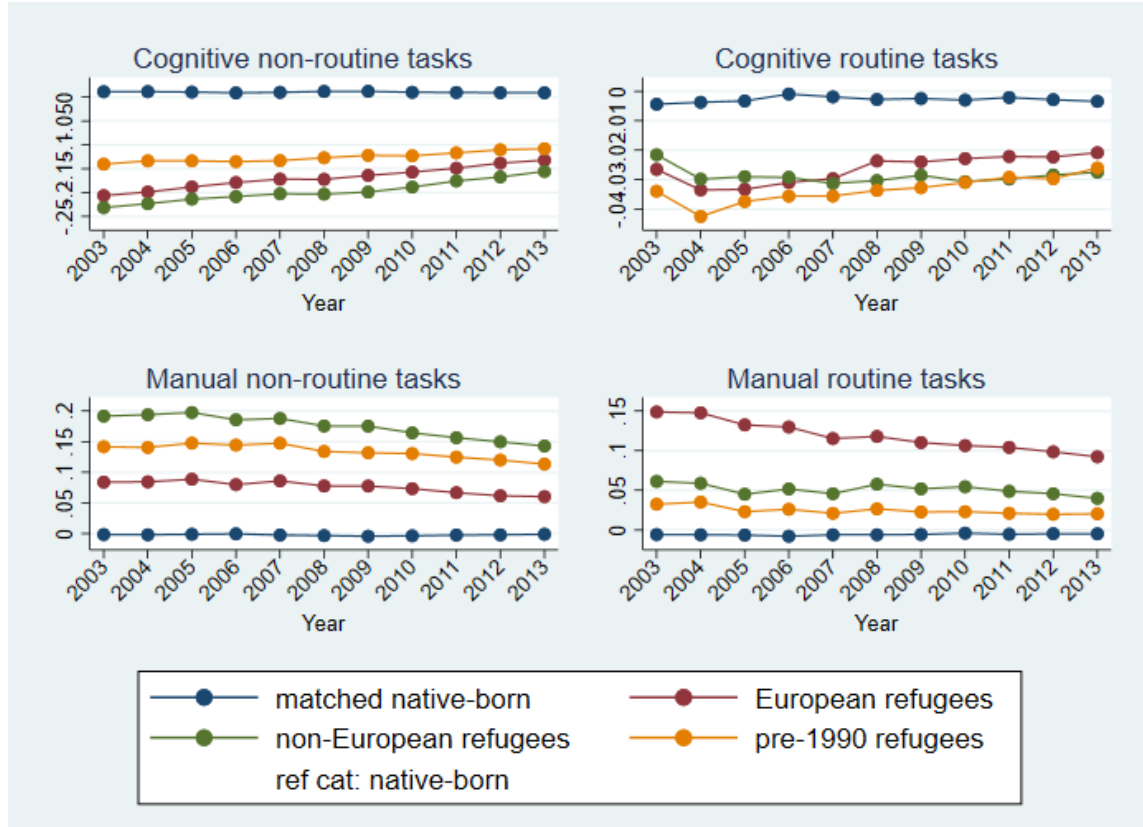 Cognitive non-routine tasks
-.25.2.15.1.050
2003 2004 2005 2006 2007 2008 2009 2010 2011 2012 2013
Year
Cognitive routine tasks
-.04.03.02.010 0
2003 2004 2005 2006 2007 2008 2009 2010 2011 2012 2013
Year
Manual non-routine tasks
0 .05 .1 .15 .2
2003 2004 2005 2006 2007 2008 2009 2010 2011 2012 2013
Year
Manual routine tasks
0 .05 .1 .15
2003 2004 2005 2006 2007 2008 2009 2010 2011 2012 2013
Year
matched native-born
European refugees
non-European refugees
pre-1990 refugees
ref cat: native-born